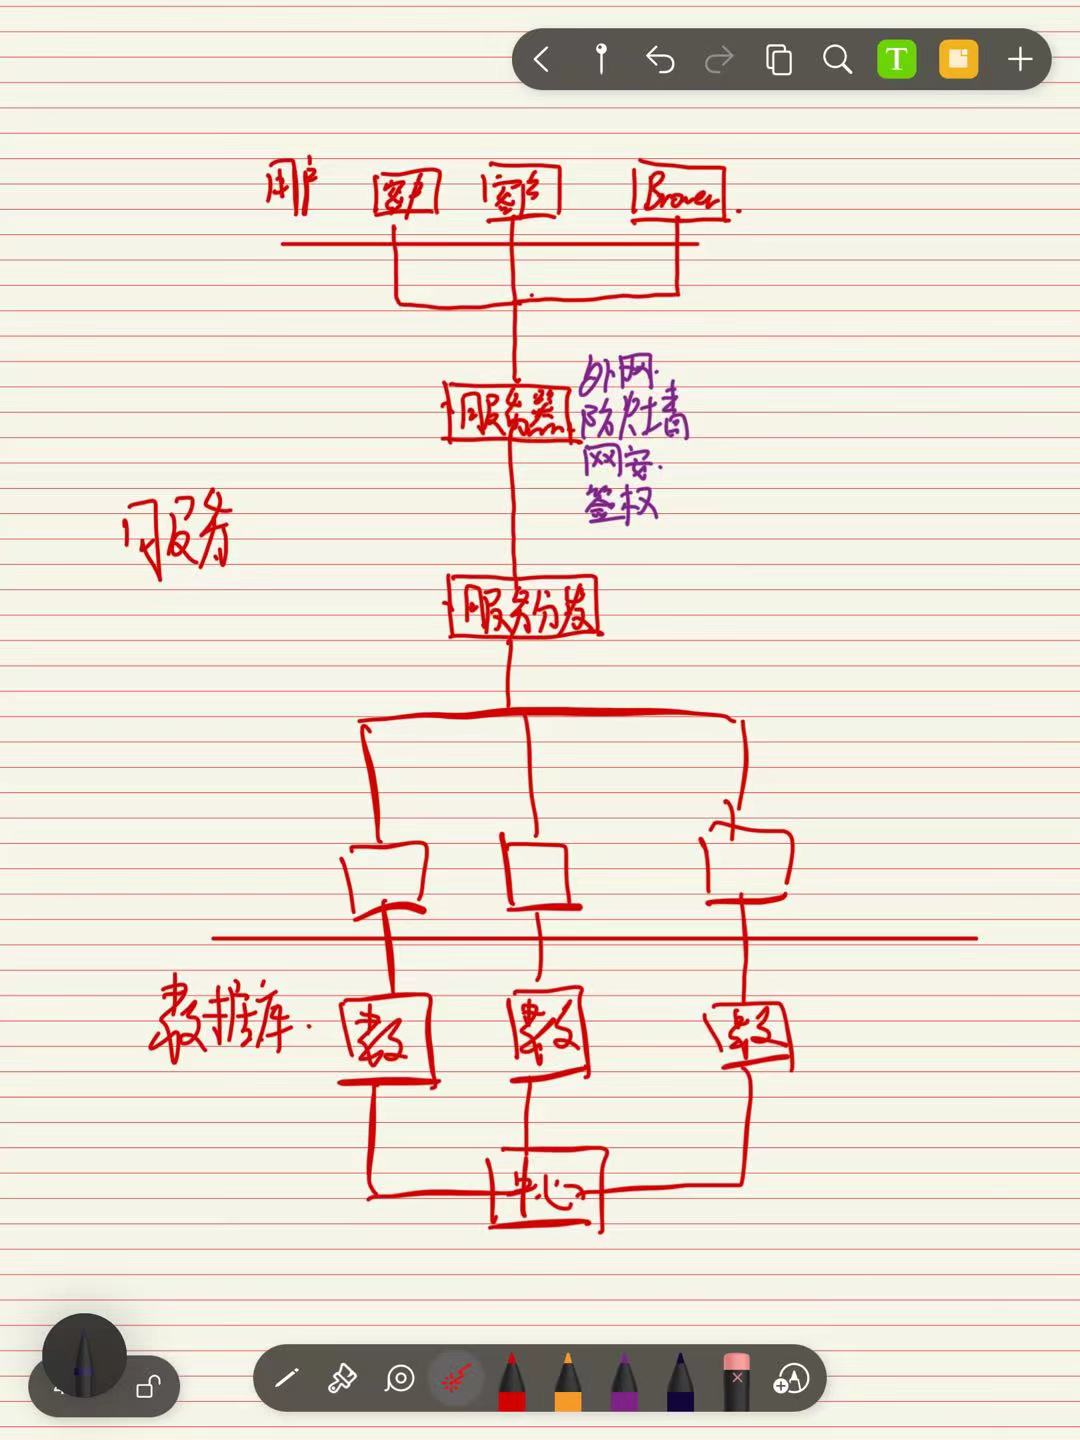 T
用户 客户 客户 Brower.
服务器
外网.
防火墙
网安.
签权
服务
服务分发
数据库.
数 数 数
中心